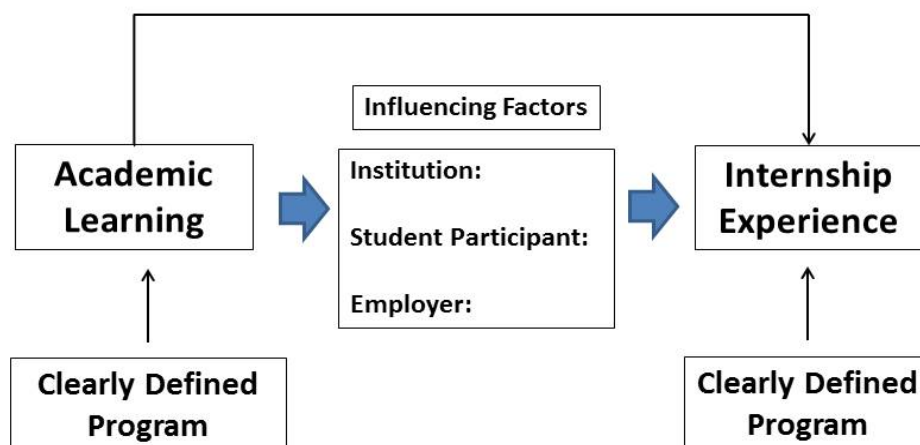 Influencing Factors
Academic
Learning
Institution:
Student Participant:
Employer:
Internship
Experience
Clearly Defined
Program
Clearly Defined
Program